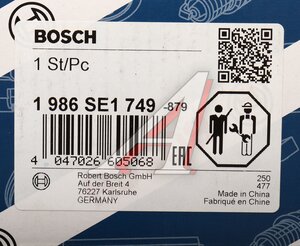 BOSCH
1 St/Pc
1 986 SE1 749 -879
4 047026 605068
EAC
Robert Bosch GmbH
Auf der Breit 4
76227 Karlsruhe
GERMANY
250
477
Made in China
Fabriqué en Chine